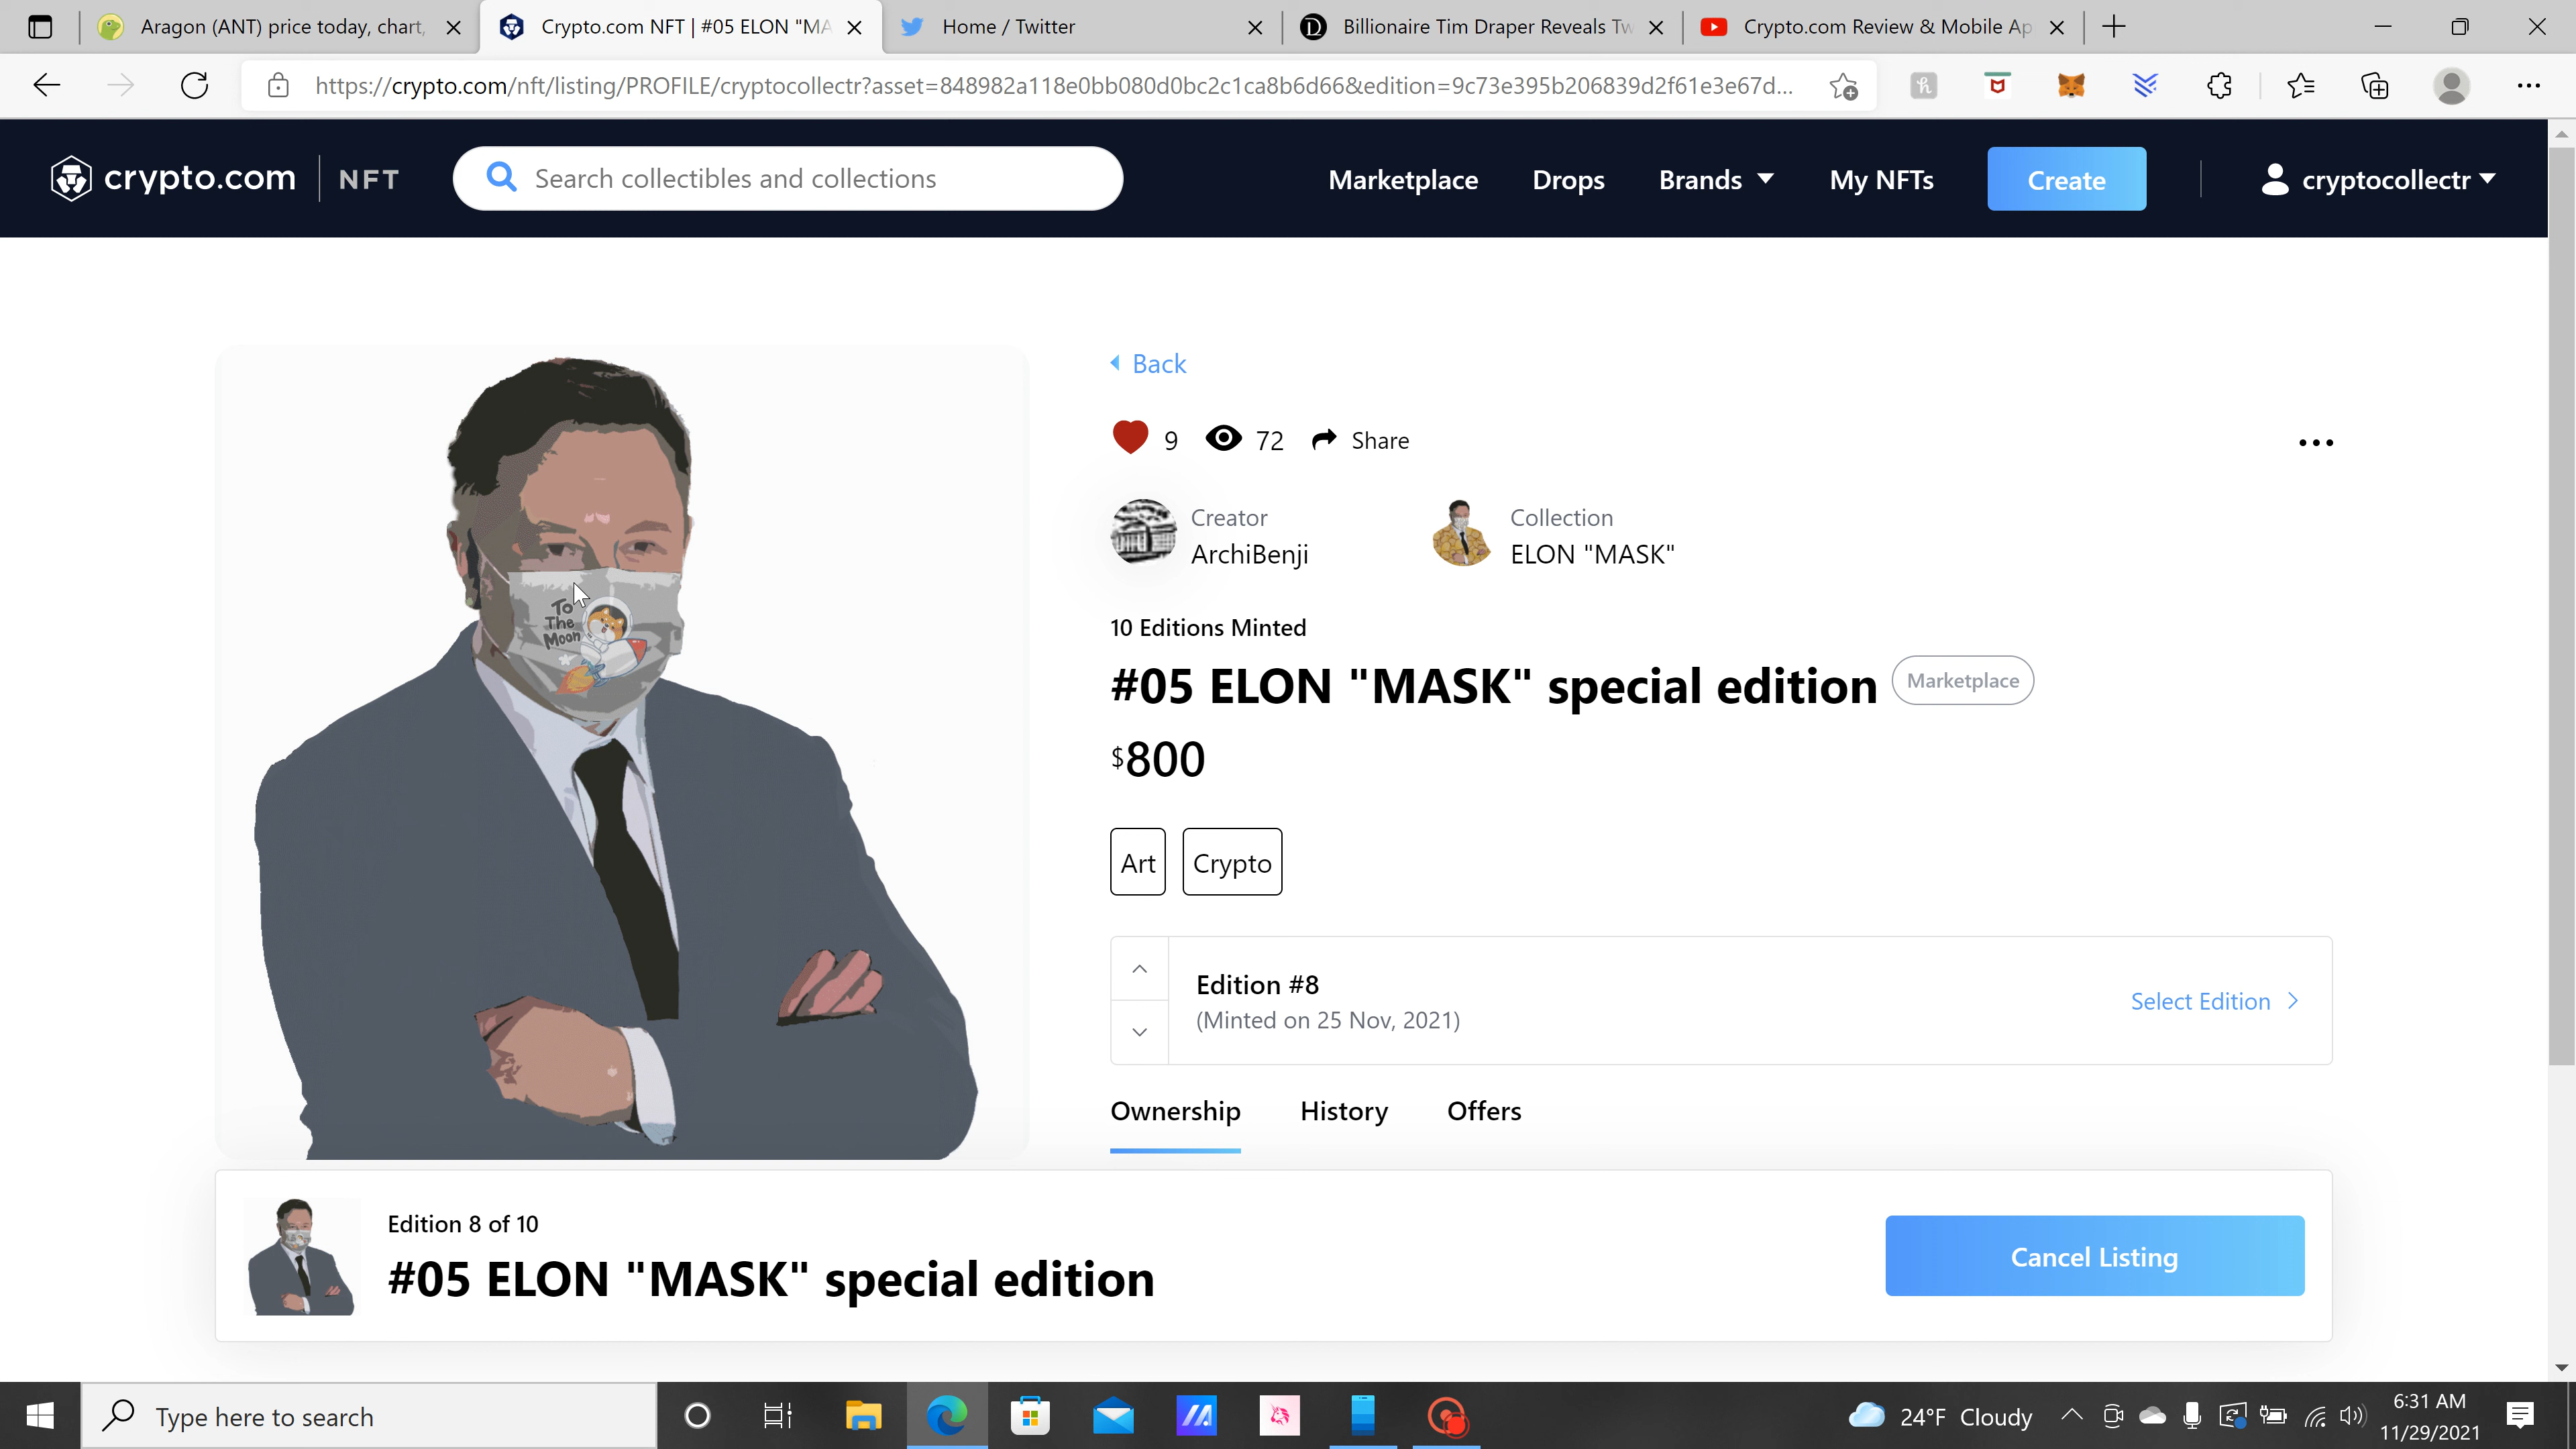 Aragon (ANT) price today, chart,
Crypto.com NFT | #05 ELON "MA
Home / Twitter
Billionaire Tim Draper Reveals Tw
Crypto.com Review & Mobile Ap
https://crypto.com/nft/listing/PROFILE/cryptocollectr?asset=848982a118e0bb080d0bc2c1ca8b6d66&edition=9c73e395b206839d2f61e3e67d...
crypto.com | NFT
Search collectibles and collections
Marketplace
Drops
Brands
My NFTs
Create
cryptocollectr
Back
9 72 Share
Creator
ArchiBenji
Collection
ELON "MASK"
10 Editions Minted
#05 ELON "MASK" special edition Marketplace
$800
Art Crypto
Edition #8
(Minted on 25 Nov, 2021)
Select Edition
Ownership History Offers
To
The
Moon
Edition 8 of 10
#05 ELON "MASK" special edition
Cancel Listing
Type here to search
24°F Cloudy
6:31 AM
11/29/2021